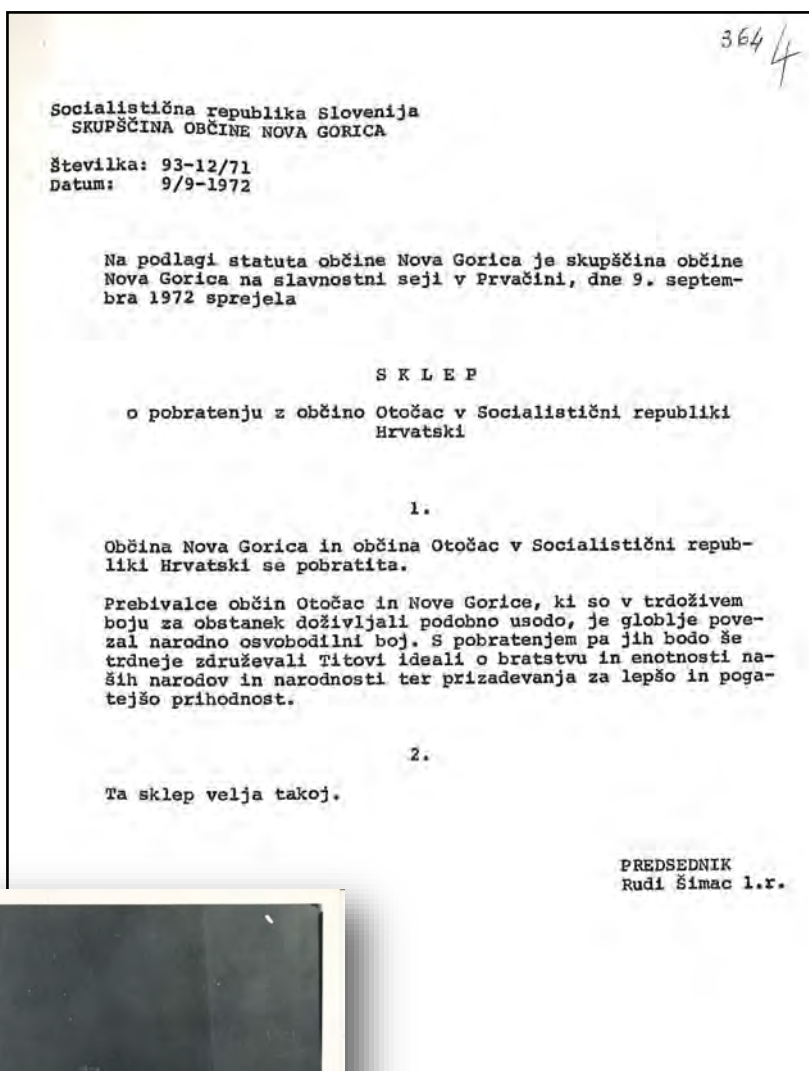 364/4
Socialistična republika Slovenija
SKUPŠČINA OBČINE NOVA GORICA
Številka: 93-12/71
Datum: 9/9-1972
Na podlagi statuta občine Nova Gorica je skupščina občine
Nova Gorica na slavnostni seji v Prvačini, dne 9. septem-
bra 1972 sprejela
S K L E P
o pobratenju z občino Otočac v Socialistični republiki
Hrvatski
1.
Občina Nova Gorica in občina Otočac v Socialistični repub-
liki Hrvatski se pobratita.
Prebivalce občin Otočac in Nove Gorice, ki so v trdoživem
boju za obstanek doživljali podobno usodo, je globlje pove-
zal narodno osvobodilni boj. S pobratenjem pa jih bodo še
trdneje združevali Titovi ideali o bratstvu in enotnosti na-
ših narodov in narodnosti ter prizadevanja za lepšo in poga-
tejšo prihodnost.
2.
Ta sklep velja takoj.
PREDSEDNIK
Rudi Šimac l.r.